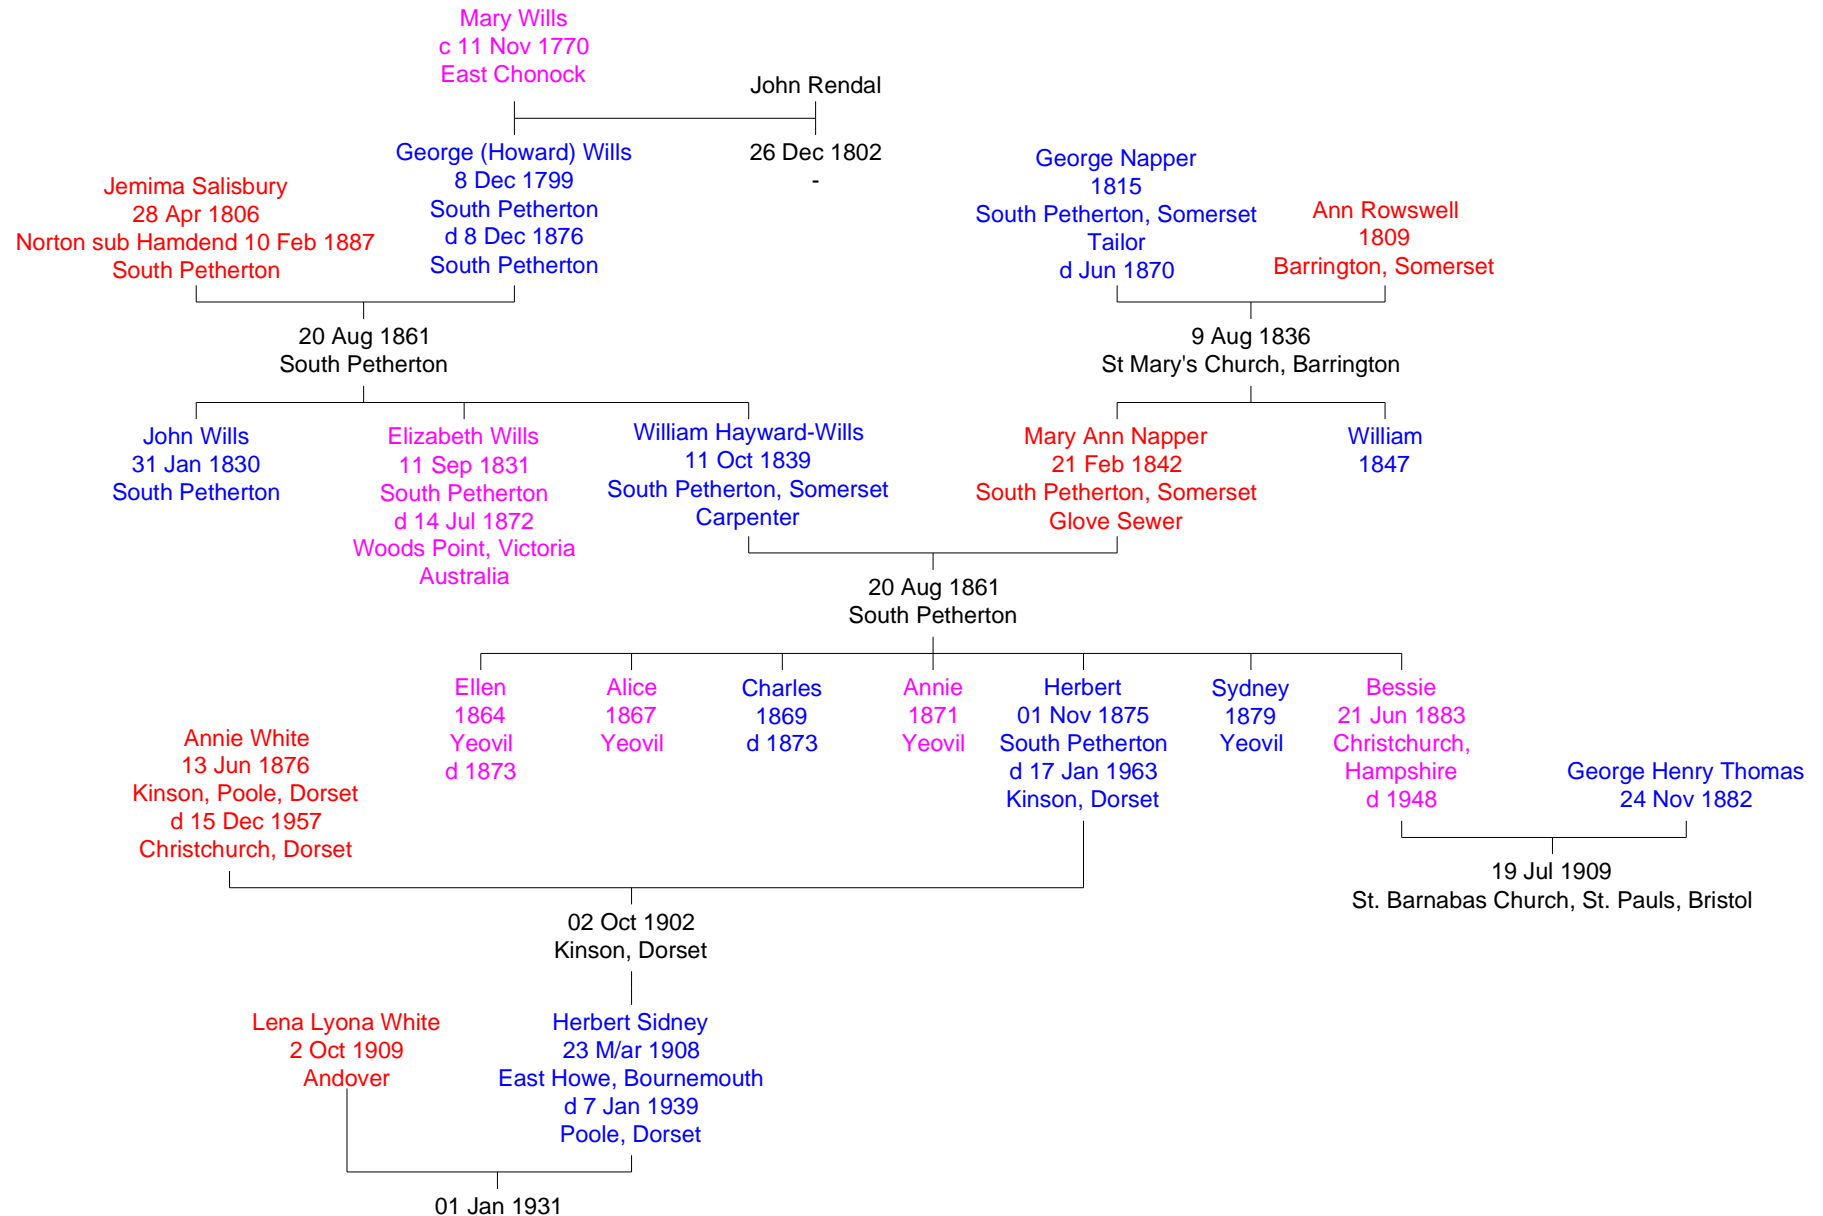 Mary Wills
c 11 Nov 1770
East Chonock
John Rendal
26 Dec 1802
-
George (Howard) Wills
8 Dec 1799
South Petherton
d 8 Dec 1876
South Petherton
Jemima Salisbury
28 Apr 1806
Norton sub Hamdend 10 Feb 1887
South Petherton
George Napper
1815
South Petherton, Somerset
Tailor
d Jun 1870
Ann Rowswell
1809
Barrington, Somerset
20 Aug 1861
South Petherton
9 Aug 1836
St Mary's Church, Barrington
John Wills
31 Jan 1830
South Petherton
Elizabeth Wills
11 Sep 1831
South Petherton
d 14 Jul 1872
Woods Point, Victoria
Australia
William Hayward-Wills
11 Oct 1839
South Petherton, Somerset
Carpenter
Mary Ann Napper
21 Feb 1842
South Petherton, Somerset
Glove Sewer
William
1847
20 Aug 1861
South Petherton
Ellen
1864
Yeovil
d 1873
Alice
1867
Yeovil
Charles
1869
d 1873
Annie
1871
Yeovil
Herbert
01 Nov 1875
South Petherton
d 17 Jan 1963
Kinson, Dorset
Sydney
1879
Yeovil
Bessie
21 Jun 1883
Christchurch,
Hampshire
d 1948
George Henry Thomas
24 Nov 1882
Annie White
13 Jun 1876
Kinson, Poole, Dorset
d 15 Dec 1957
Christchurch, Dorset
19 Jul 1909
St. Barnabas Church, St. Pauls, Bristol
02 Oct 1902
Kinson, Dorset
Lena Lyona White
2 Oct 1909
Andover
Herbert Sidney
23 M/ar 1908
East Howe, Bournemouth
d 7 Jan 1939
Poole, Dorset
01 Jan 1931